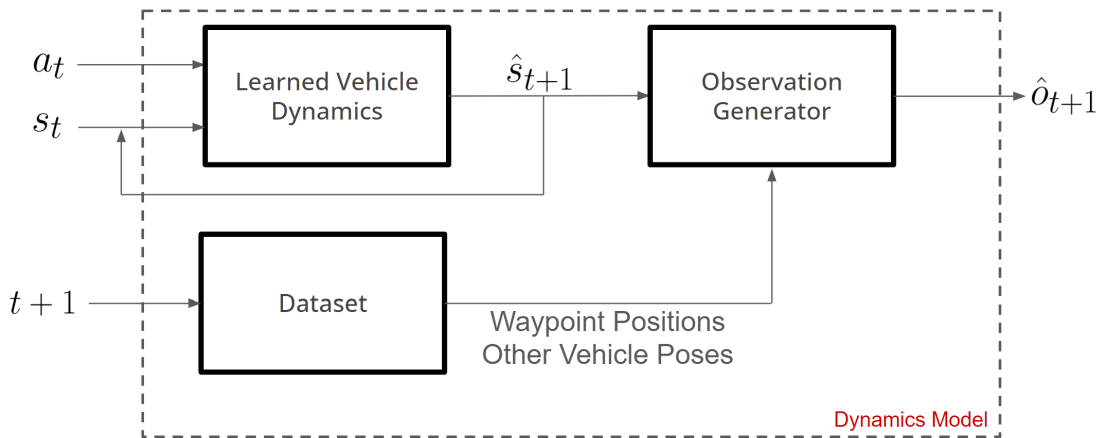 a_t
Learned Vehicle
Dynamics
ŝ_{t+1}
Observation
Generator
ô_{t+1}
s_t
t + 1
Dataset
Waypoint Positions
Other Vehicle Poses
Dynamics Model